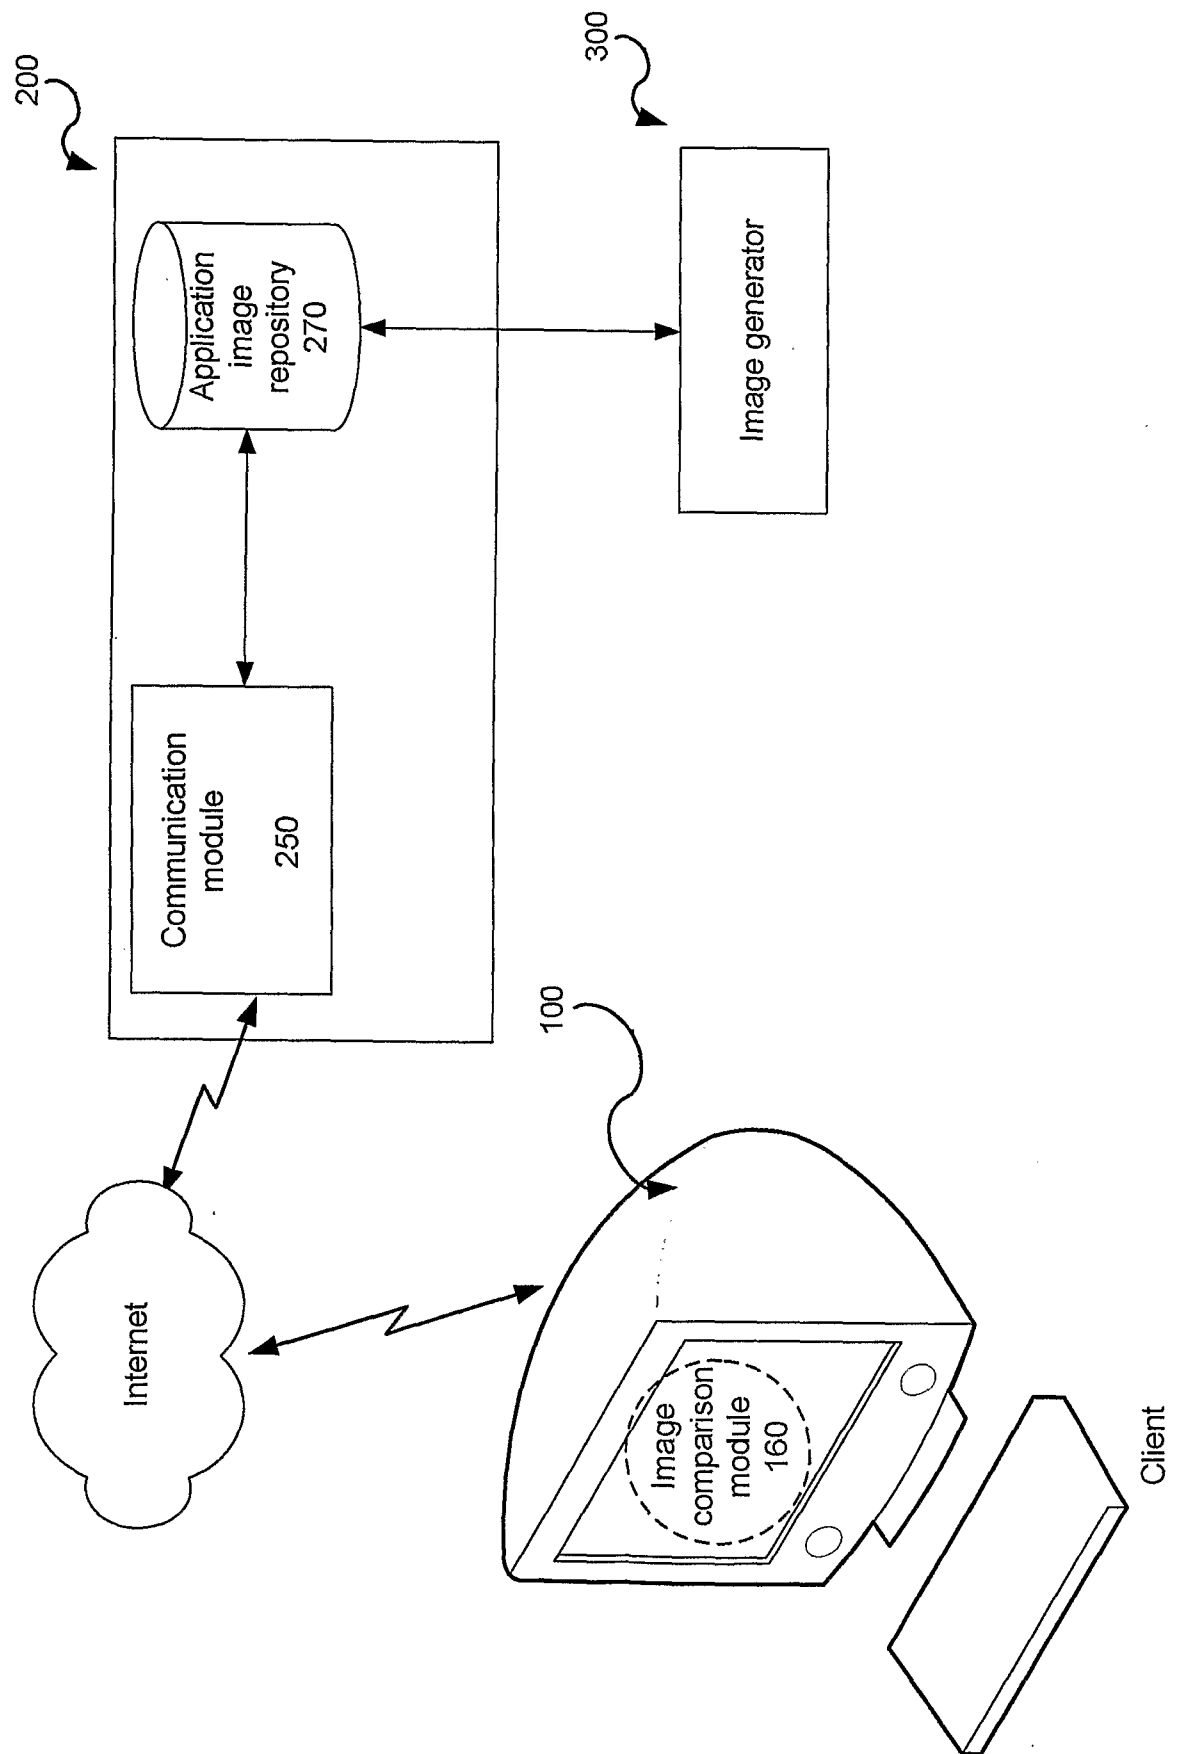 200
300
Application
image
repository
270
Image generator
Communication
module
250
100
Internet
Image
comparison
module
160
Client